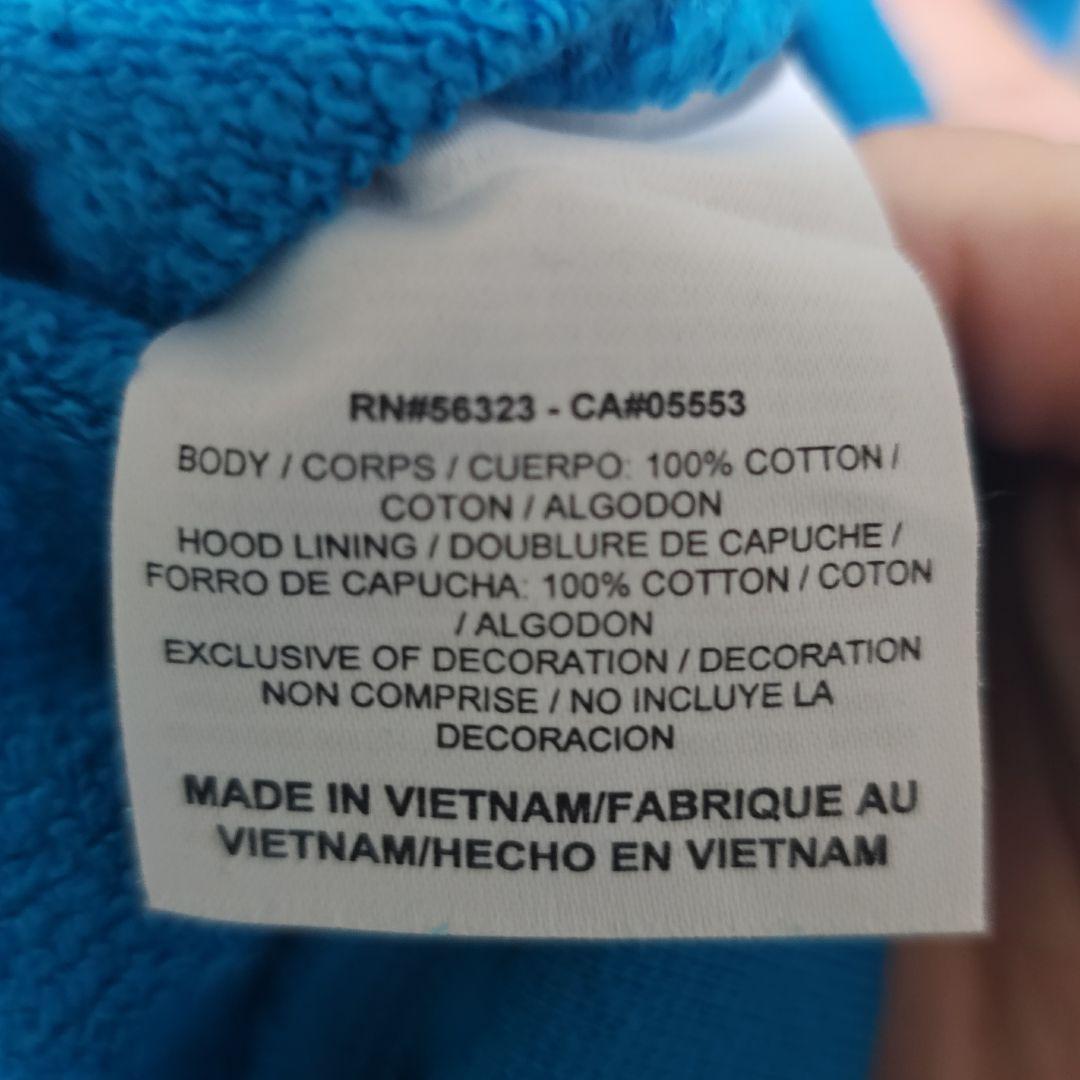 RN#56323 - CA#05553
BODY / CORPS / CUERPO: 100% COTTON /
COTON / ALGODON
HOOD LINING / DOUBLURE DE CAPUCHE /
FORRO DE CAPUCHA: 100% COTTON / COTON
/ ALGODON
EXCLUSIVE OF DECORATION / DECORATION
NON COMPRISE / NO INCLUYE LA
DECORACION
MADE IN VIETNAM/FABRIQUE AU
VIETNAM/HECHO EN VIETNAM